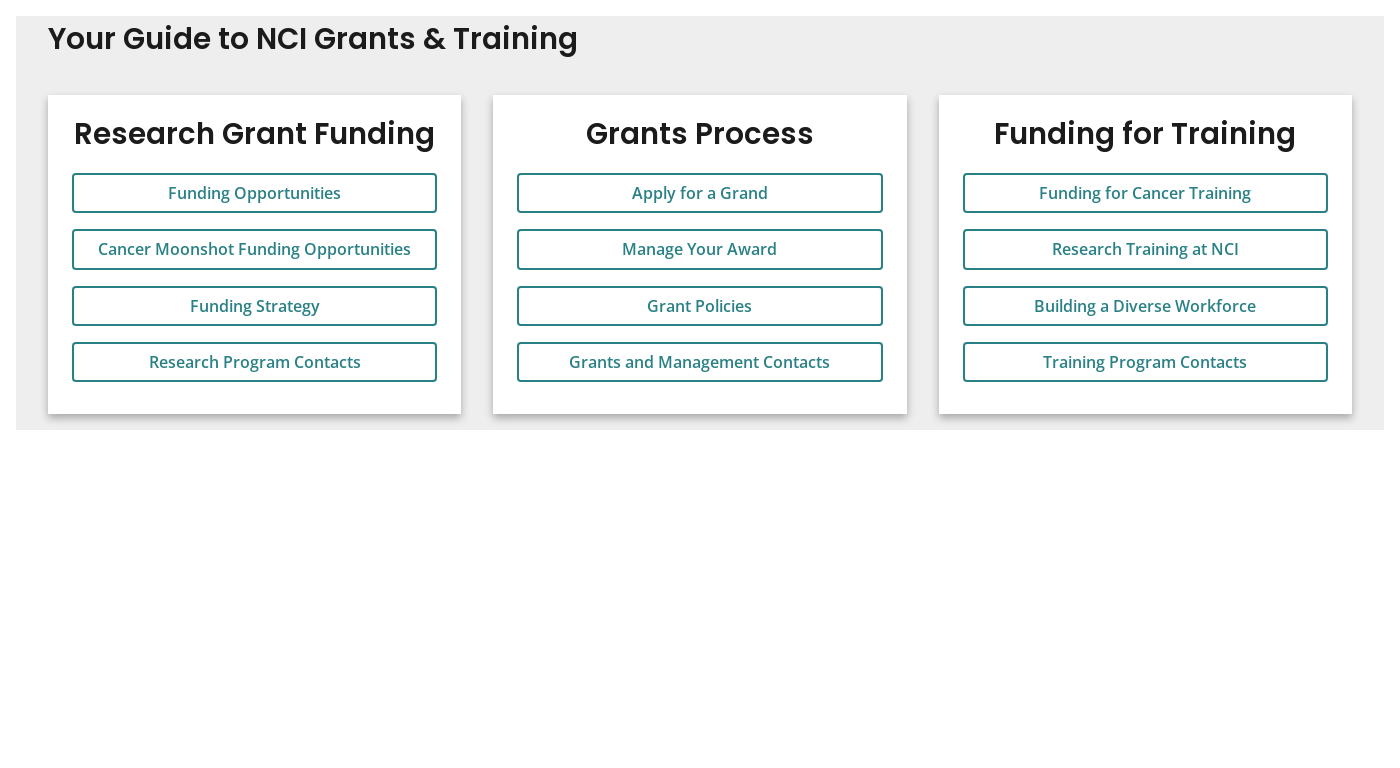 Your Guide to NCI Grants & Training
Research Grant Funding
Funding Opportunities
Cancer Moonshot Funding Opportunities
Funding Strategy
Research Program Contacts
Grants Process
Apply for a Grand
Manage Your Award
Grant Policies
Grants and Management Contacts
Funding for Training
Funding for Cancer Training
Research Training at NCI
Building a Diverse Workforce
Training Program Contacts